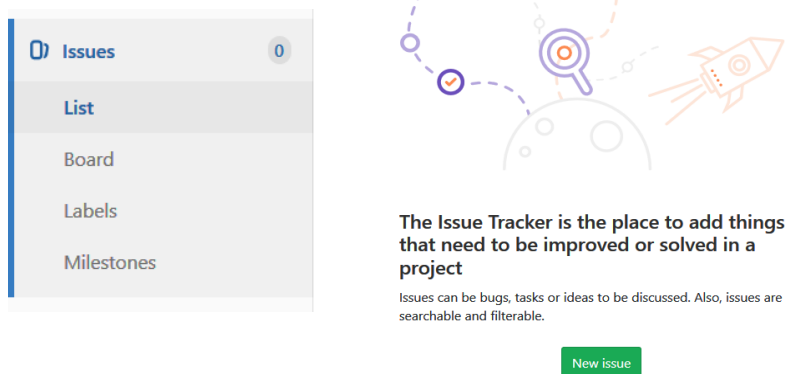 Issues 0
List
Board
Labels
Milestones
The Issue Tracker is the place to add things
that need to be improved or solved in a
project
Issues can be bugs, tasks or ideas to be discussed. Also, issues are
searchable and filterable.
New issue